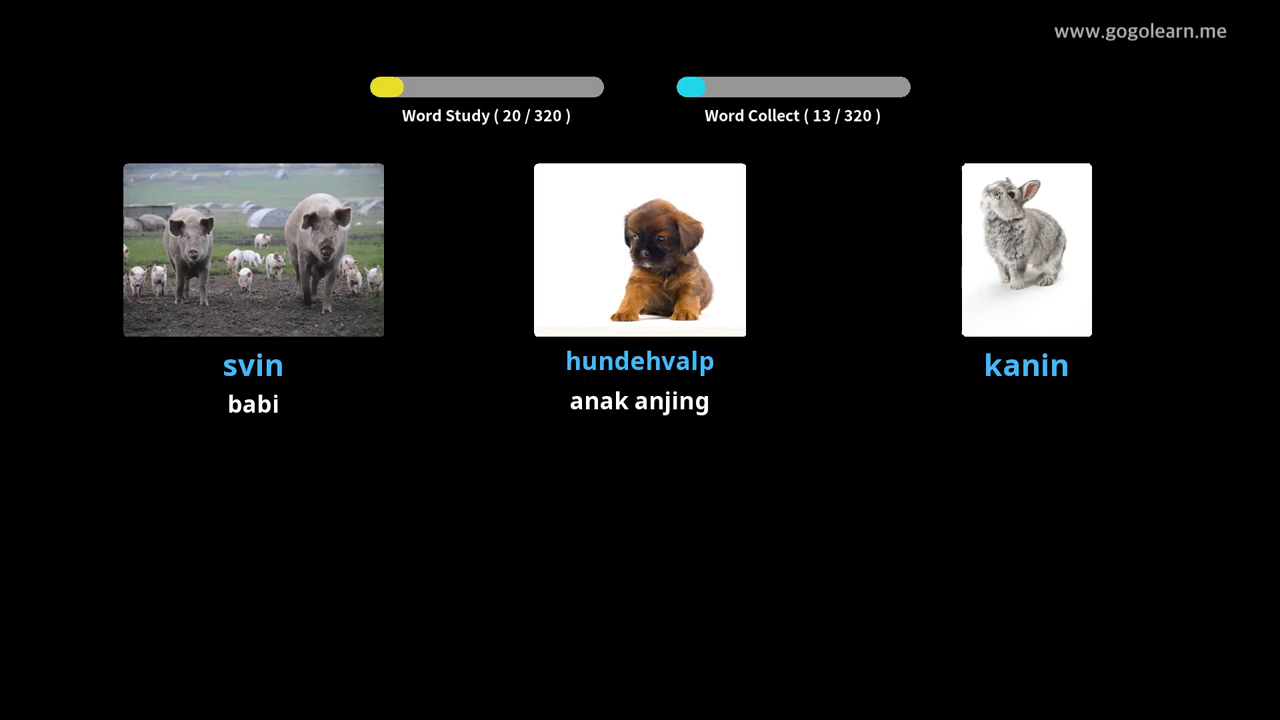 www.gogolearn.me
Word Study ( 20 / 320 )
Word Collect ( 13 / 320 )
svin
babi
hundehvalp
anak anjing
kanin